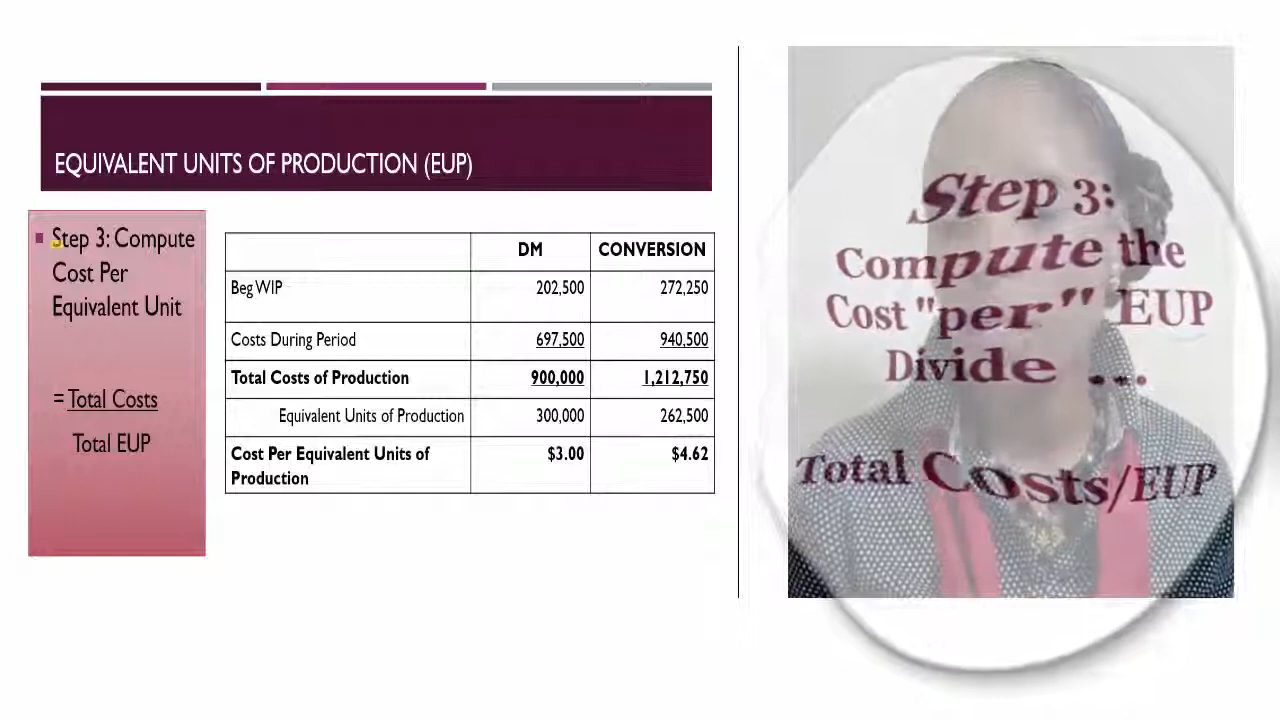 EQUIVALENT UNITS OF PRODUCTION (EUP)
Step 3: Compute
Cost Per
Equivalent Unit
= Total Costs
Total EUP
DM CONVERSION
Beg WIP 202,500 272,250
Costs During Period 697,500 940,500
Total Costs of Production 900,000 1,212,750
Equivalent Units of Production 300,000 262,500
Cost Per Equivalent Units of $3.00 $4.62
Production
Step 3:
Compute the
Cost "per" EUP
Divide ...
Total Costs/EUP